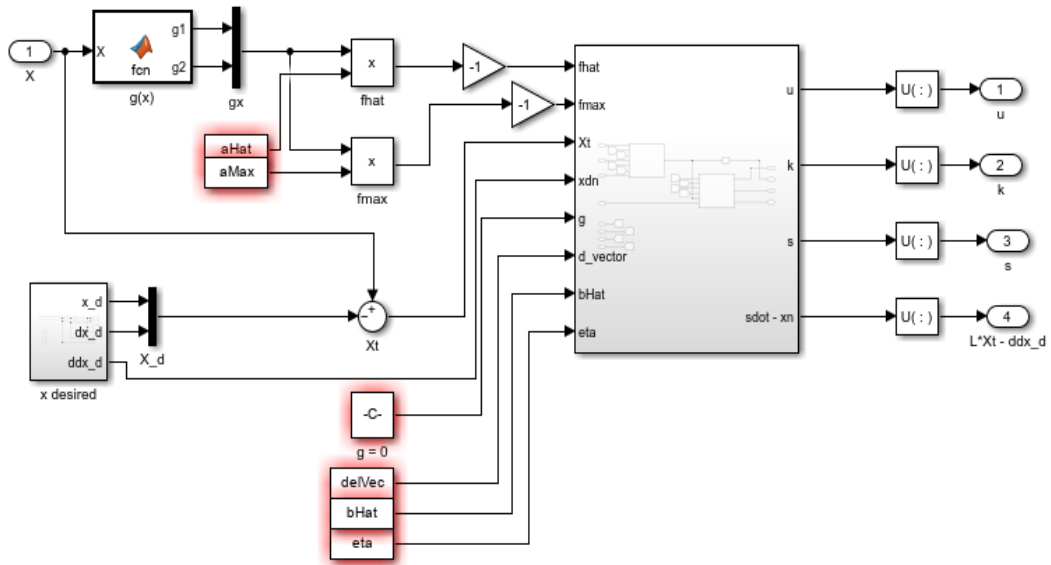 1
X
X
fcn
g1
g2
g(x)
gx
x
fhat
x
fmax
aHat
aMax
-1
-1
fhat
fmax
Xt
xdn
g
d_vector
bHat
eta
u
k
s
sdot - xn
U( : )
1
u
U( : )
2
k
U( : )
3
s
U( : )
4
L*Xt - ddx_d
x_d
dx_d
ddx_d
x desired
X_d
+
−
Xt
-C-
g = 0
delVec
bHat
eta